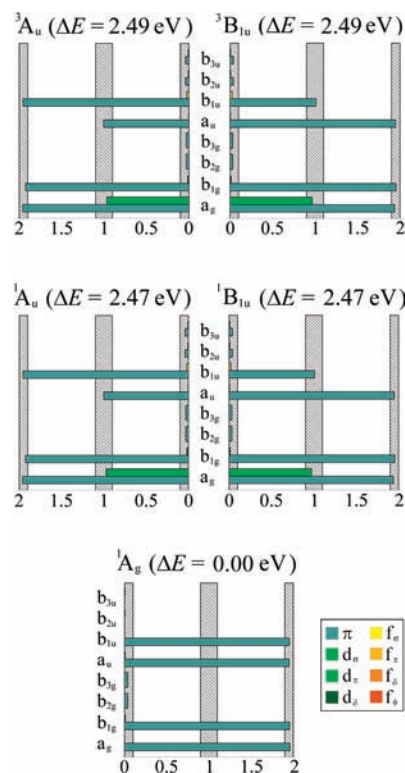 ³Aᵤ (ΔE = 2.49 eV) ³B₁ᵤ (ΔE = 2.49 eV)
b₃ᵤ
b₂ᵤ
b₁ᵤ
aᵤ
b₃g
b₂g
b₁g
ag
2 1.5 1 0.5 0 0 0.5 1 1.5 2
¹Aᵤ (ΔE = 2.47 eV) ¹B₁ᵤ (ΔE = 2.47 eV)
b₃ᵤ
b₂ᵤ
b₁ᵤ
aᵤ
b₃g
b₂g
b₁g
ag
2 1.5 1 0.5 0 0 0.5 1 1.5 2
¹Ag (ΔE = 0.00 eV)
b₃ᵤ
b₂ᵤ
b₁ᵤ
aᵤ
b₃g
b₂g
b₁g
ag
0 0.5 1 1.5 2
π fσ
dσ fπ
dπ fδ
dδ fϕ